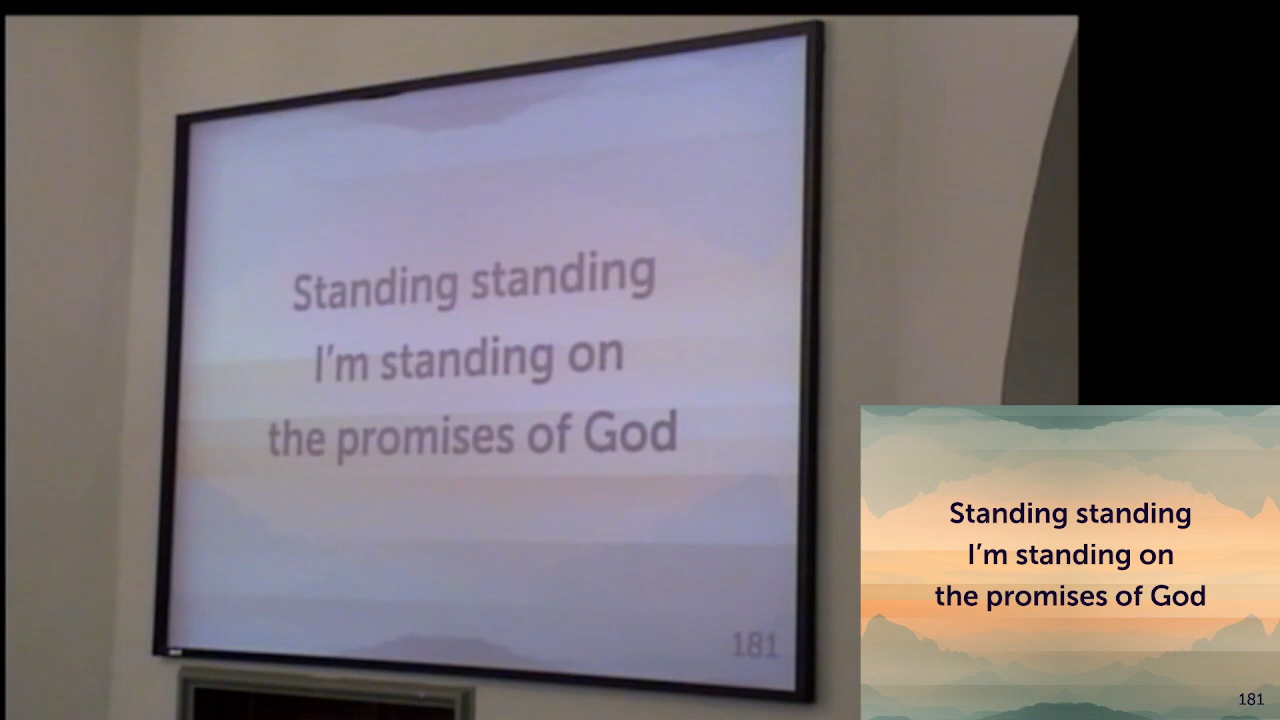 Standing standing
I'm standing on
the promises of God
181
Standing standing
I'm standing on
the promises of God
181